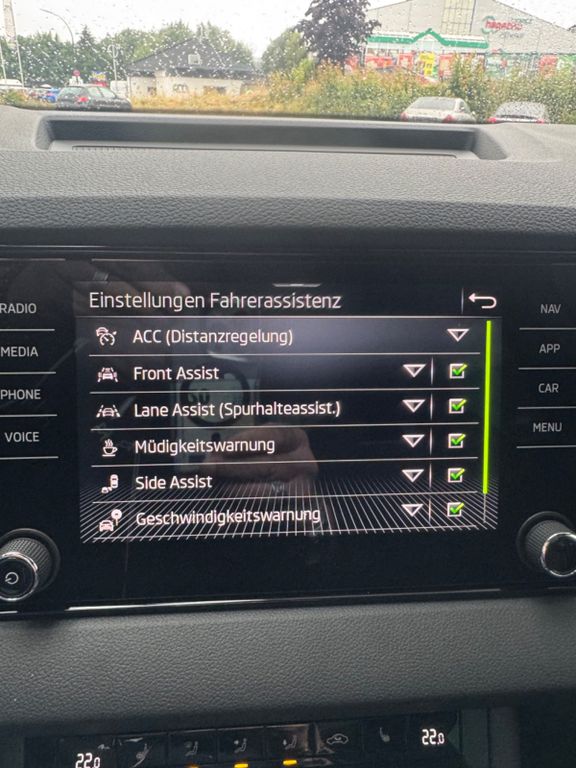 Einstellungen Fahrerassistenz
RADIO
NAV
ACC (Distanzregelung)
MEDIA
APP
Front Assist
PHONE
CAR
Lane Assist (Spurhalteassist.)
VOICE
MENU
Müdigkeitswarnung
Side Assist
Geschwindigkeitswarnung
22.0
22.0